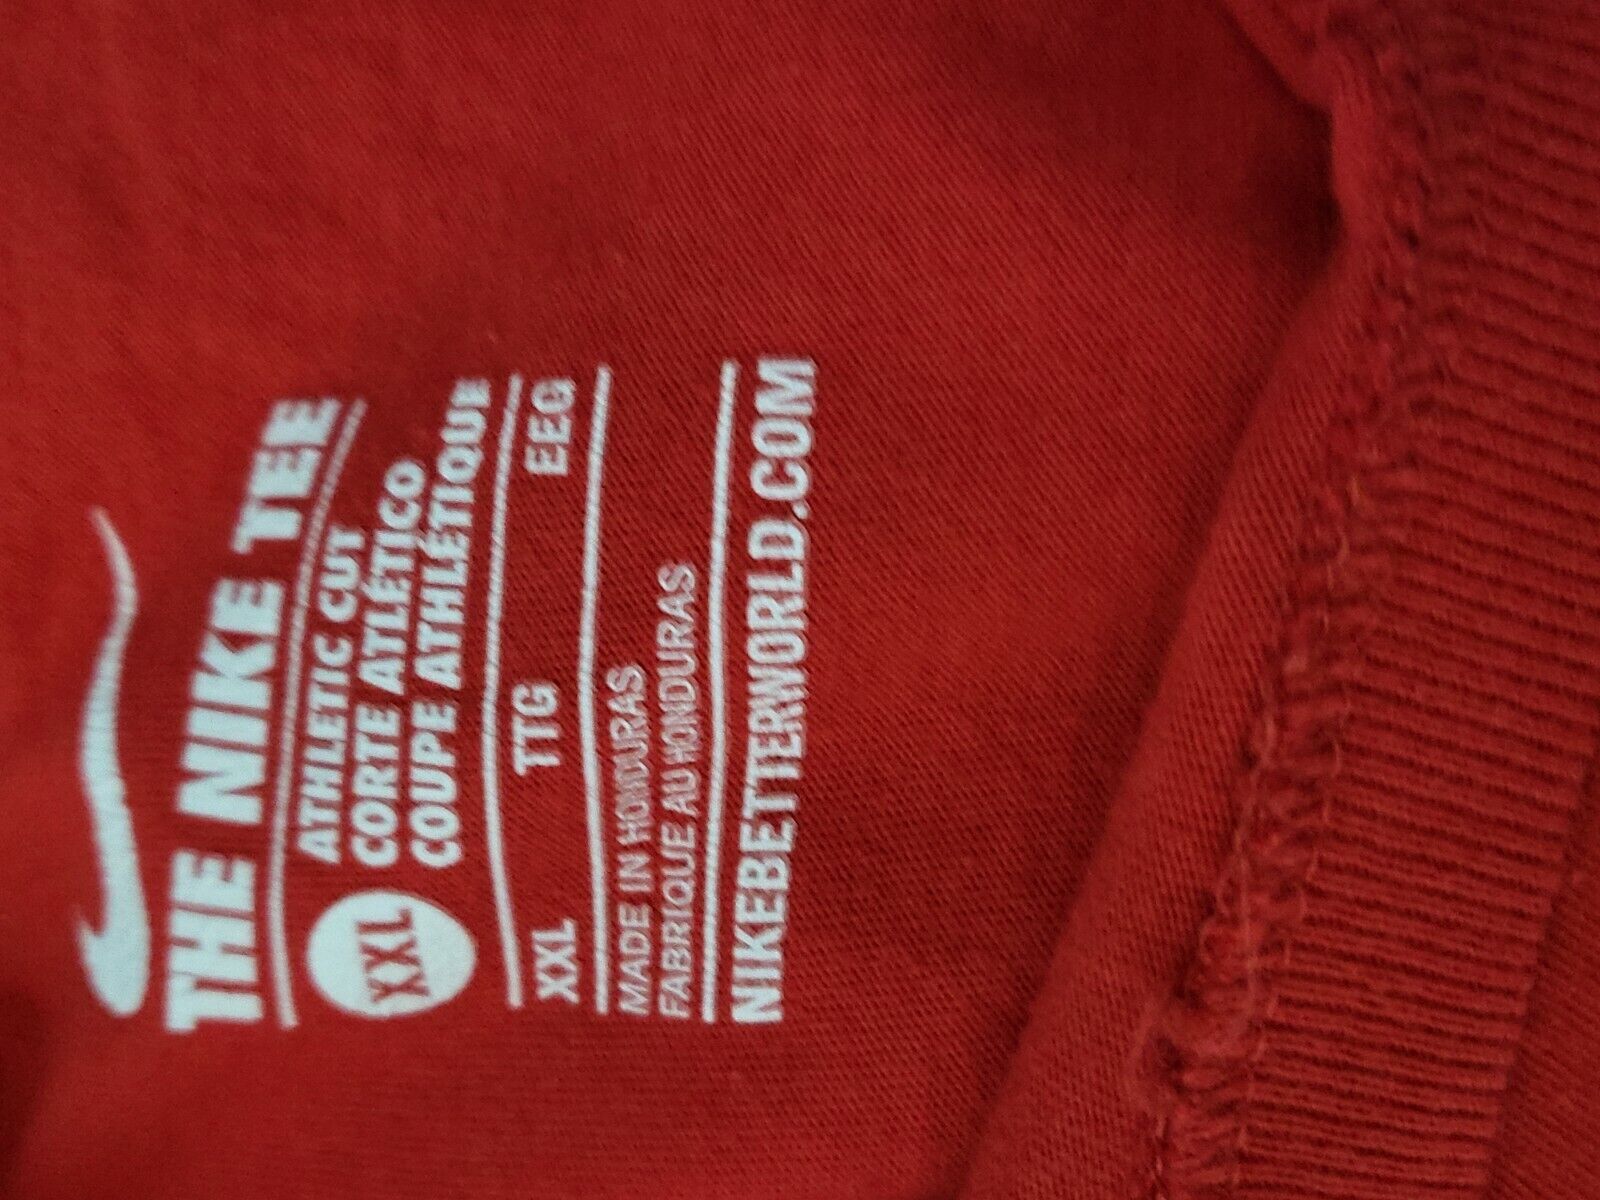 THE NIKE TEE
XXL
ATHLETIC CUT
CORTE ATLÉTICO
COUPE ATHLÉTIQUE
XXL TTG EEG
MADE IN HONDURAS
FABRIQUE AU HONDURAS
NIKEBETTERWORLD.COM